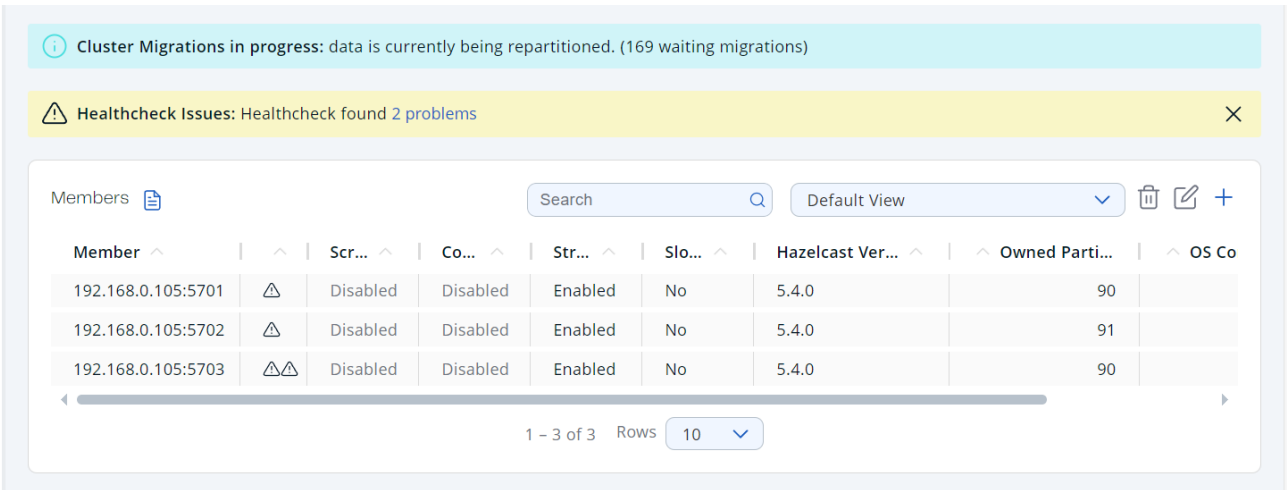 Cluster Migrations in progress: data is currently being repartitioned. (169 waiting migrations)
Healthcheck Issues: Healthcheck found 2 problems
Members Search Default View
Member Scr... Co... Str... Slo... Hazelcast Ver... Owned Parti... OS Co
192.168.0.105:5701 Disabled Disabled Enabled No 5.4.0 90
192.168.0.105:5702 Disabled Disabled Enabled No 5.4.0 91
192.168.0.105:5703 Disabled Disabled Enabled No 5.4.0 90
1 – 3 of 3 Rows 10